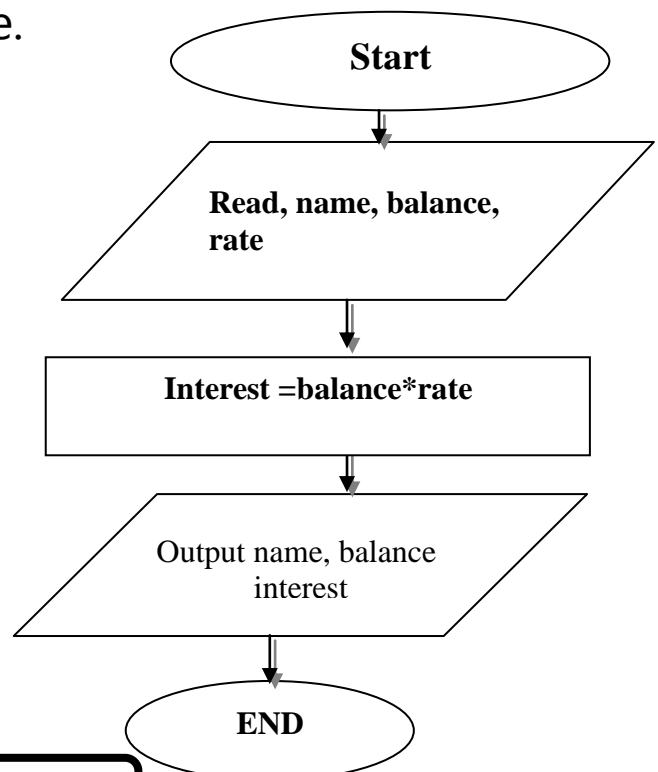 e.
Start
Read, name, balance,
rate
Interest =balance*rate
Output name, balance
interest
END